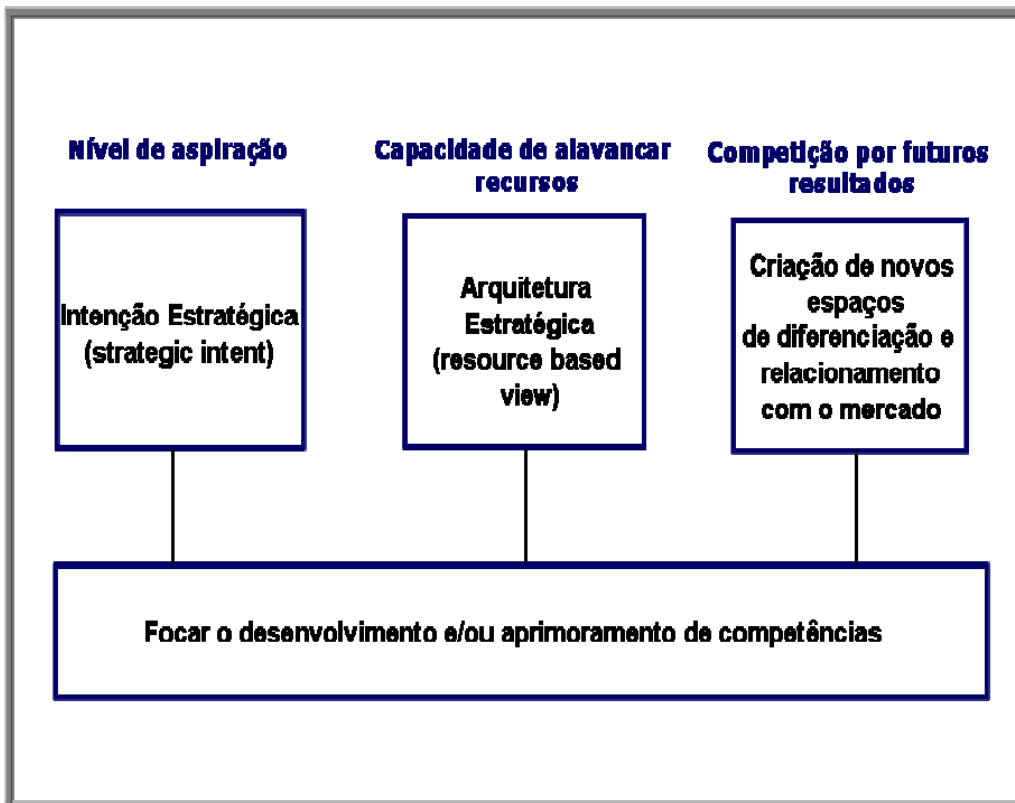 Nível de aspiração
Capacidade de alavancar
recursos
Competição por futuros
resultados
Intenção Estratégica
(strategic intent)
Arquitetura
Estratégica
(resource based
view)
Criação de novos
espaços
de diferenciação e
relacionamento
com o mercado
Focar o desenvolvimento e/ou aprimoramento de competências